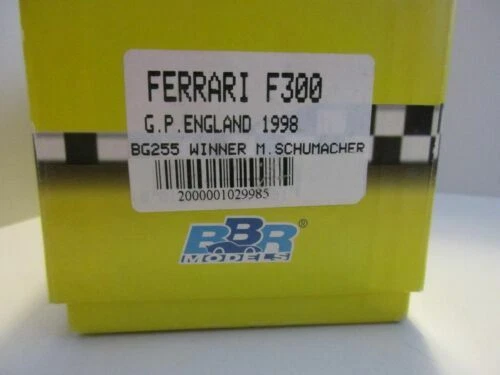 FERRARI F300
G.P.ENGLAND 1998
BG255 WINNER M.SCHUMACHER
2000001029985
BBR®
MODELS